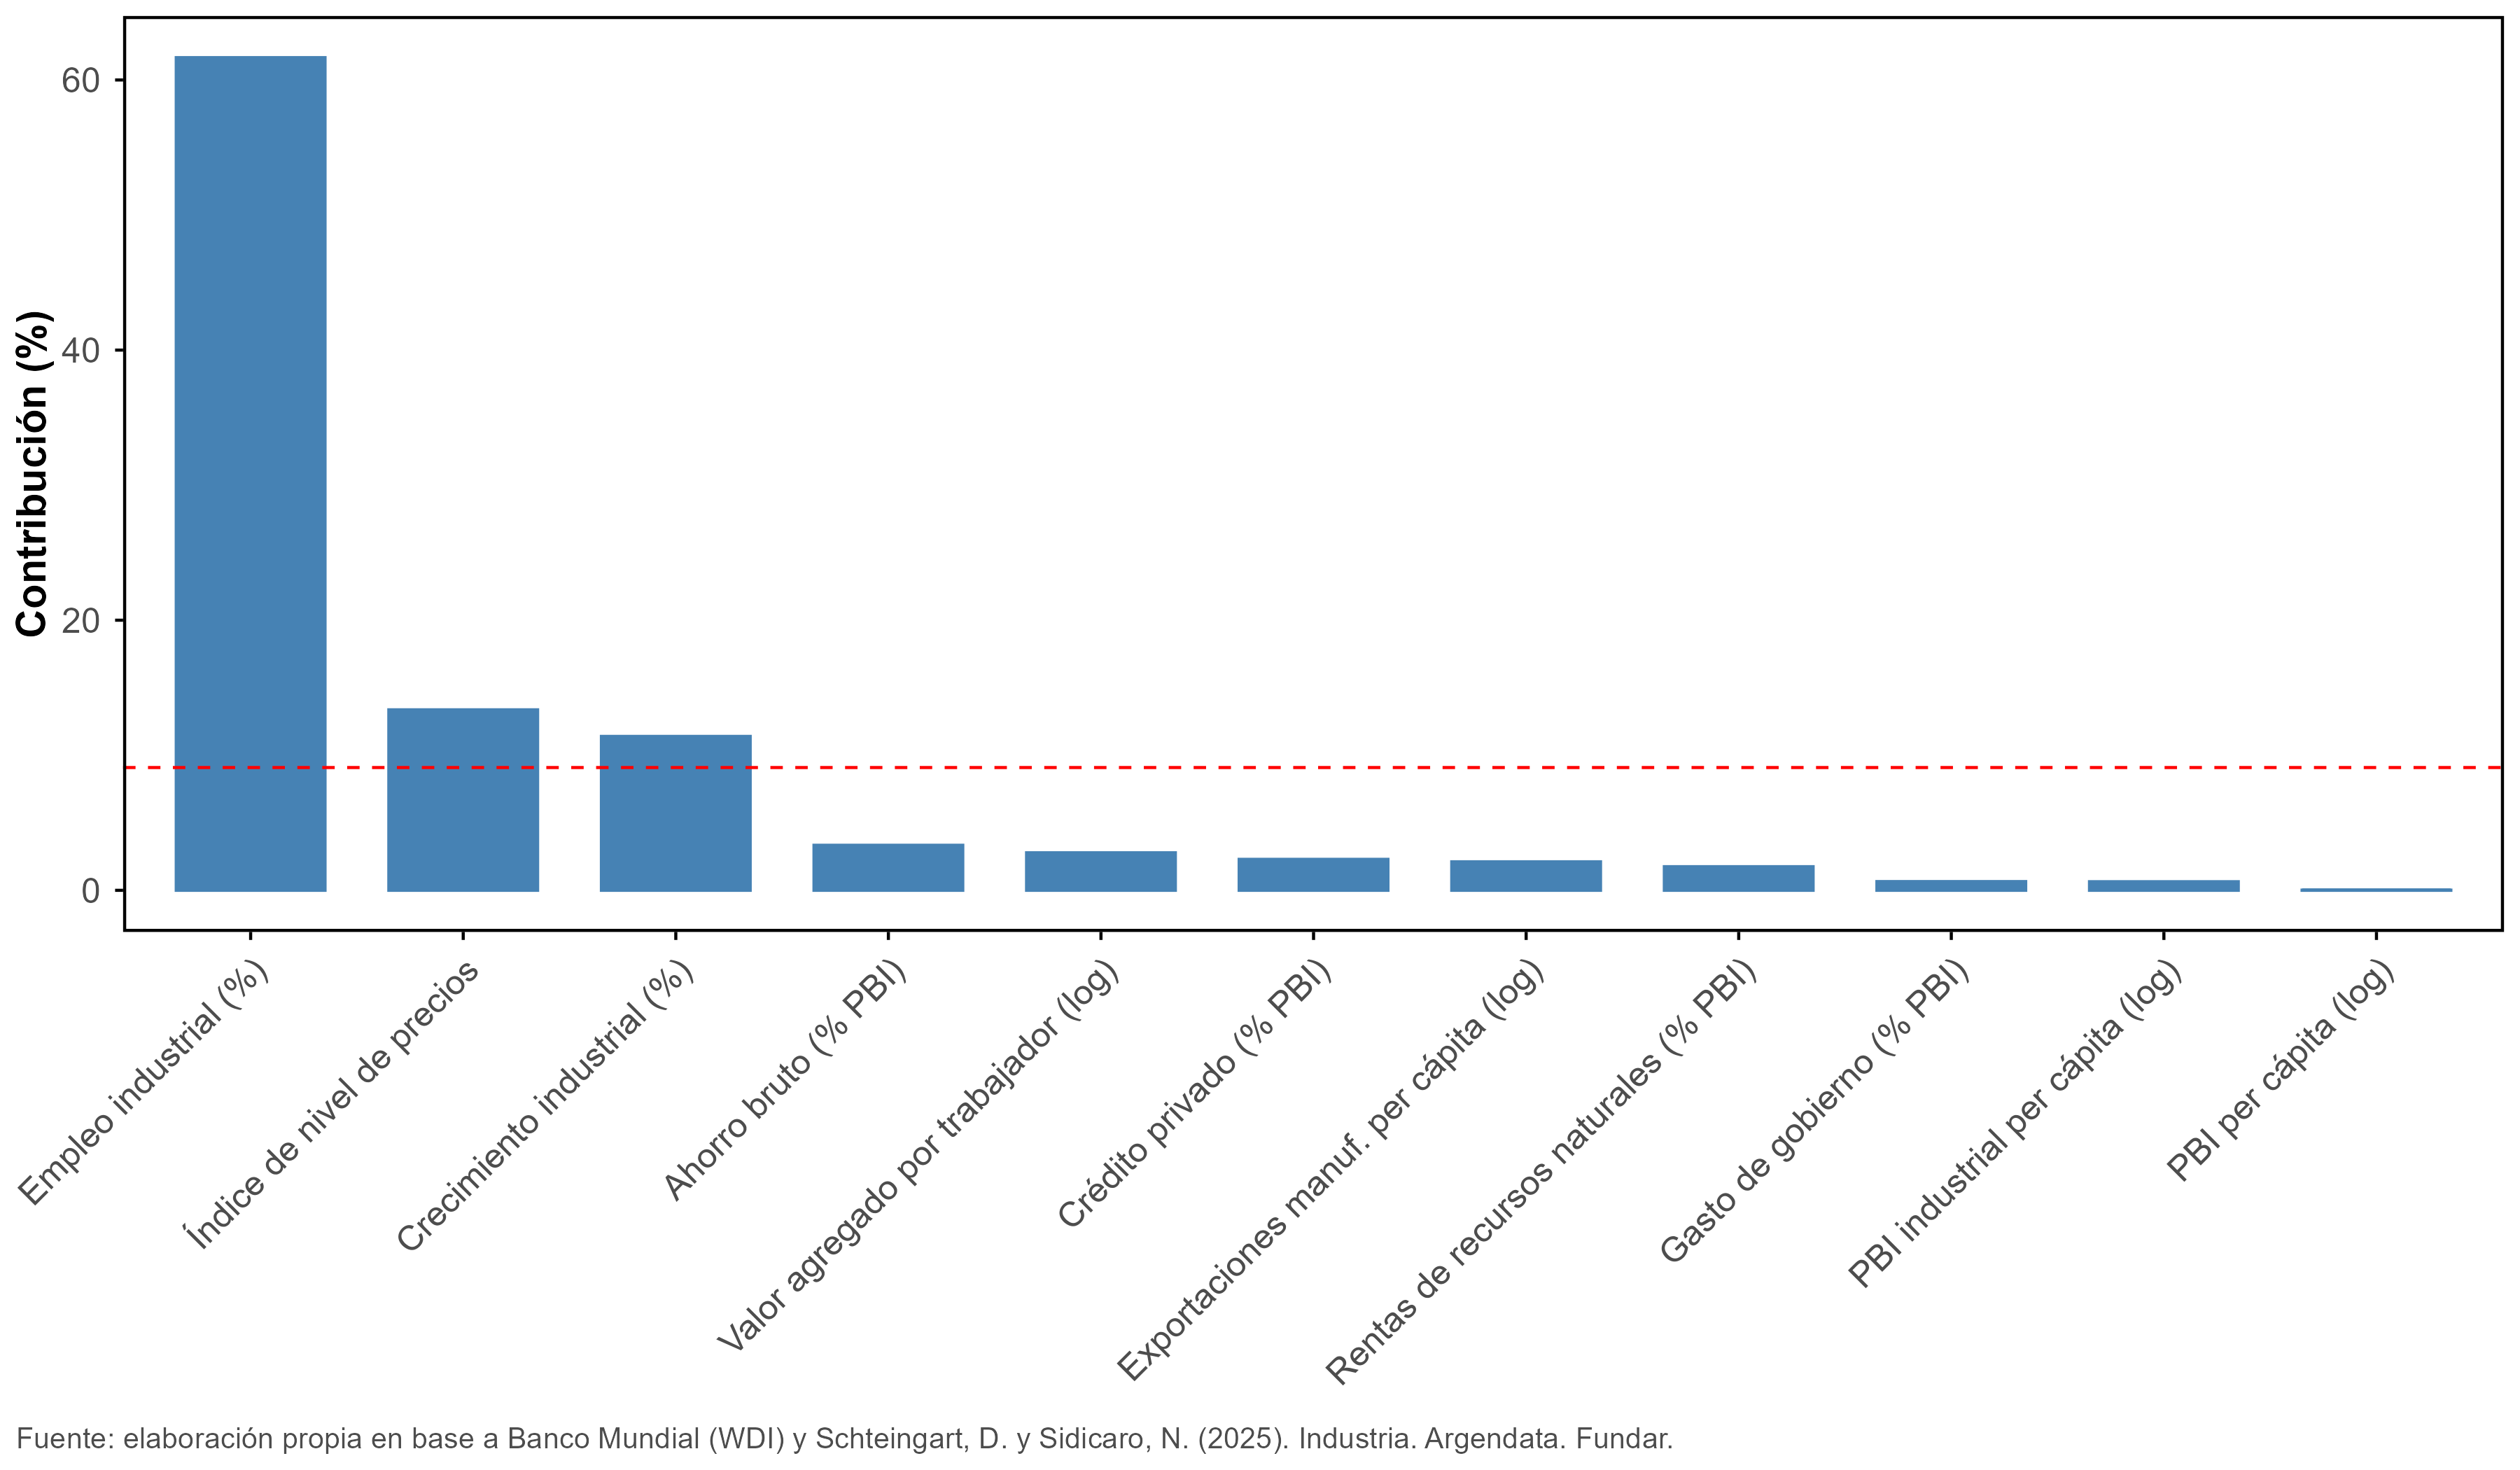 Contribución (%)
60
40
20
0
Empleo industrial (%)
Índice de nivel de precios
Crecimiento industrial (%)
Ahorro bruto (% PBI)
Valor agregado por trabajador (log)
Crédito privado (% PBI)
Exportaciones manuf. per cápita (log)
Rentas de recursos naturales (% PBI)
Gasto de gobierno (% PBI)
PBI industrial per cápita (log)
PBI per cápita (log)
Fuente: elaboración propia en base a Banco Mundial (WDI) y Schteingart, D. y Sidicaro, N. (2025). Industria. Argendata. Fundar.